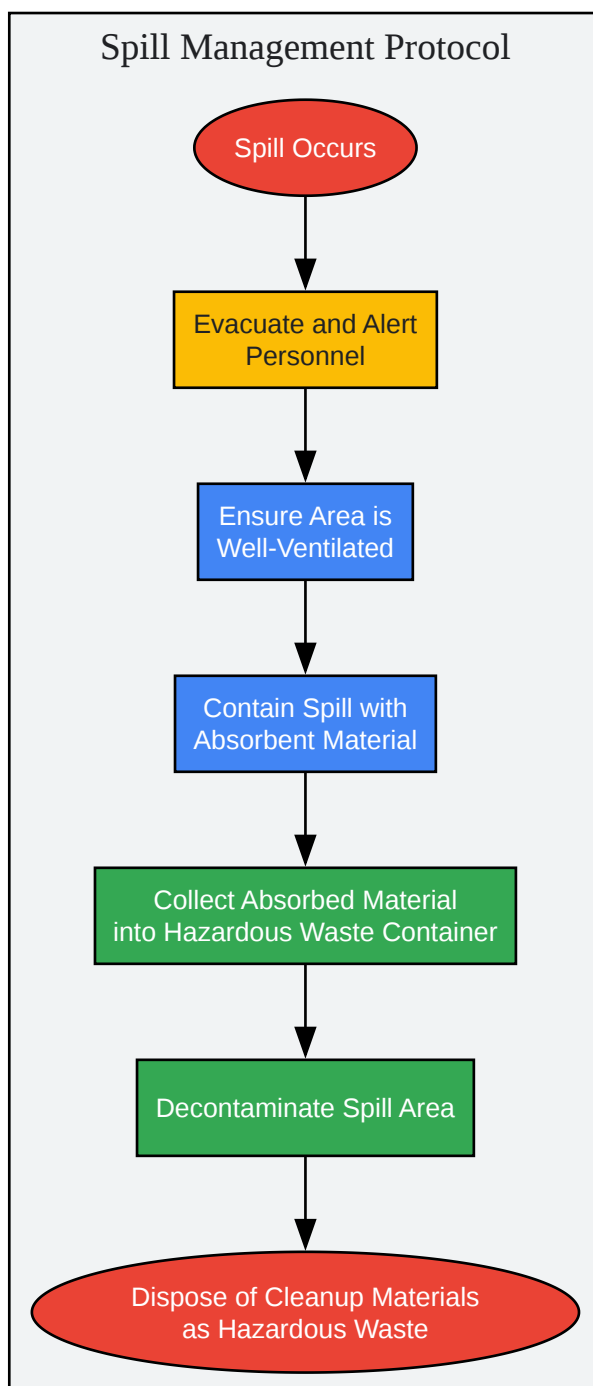 Spill Management Protocol
Spill Occurs
Evacuate and Alert
Personnel
Ensure Area is
Well-Ventilated
Contain Spill with
Absorbent Material
Collect Absorbed Material
into Hazardous Waste Container
Decontaminate Spill Area
Dispose of Cleanup Materials
as Hazardous Waste